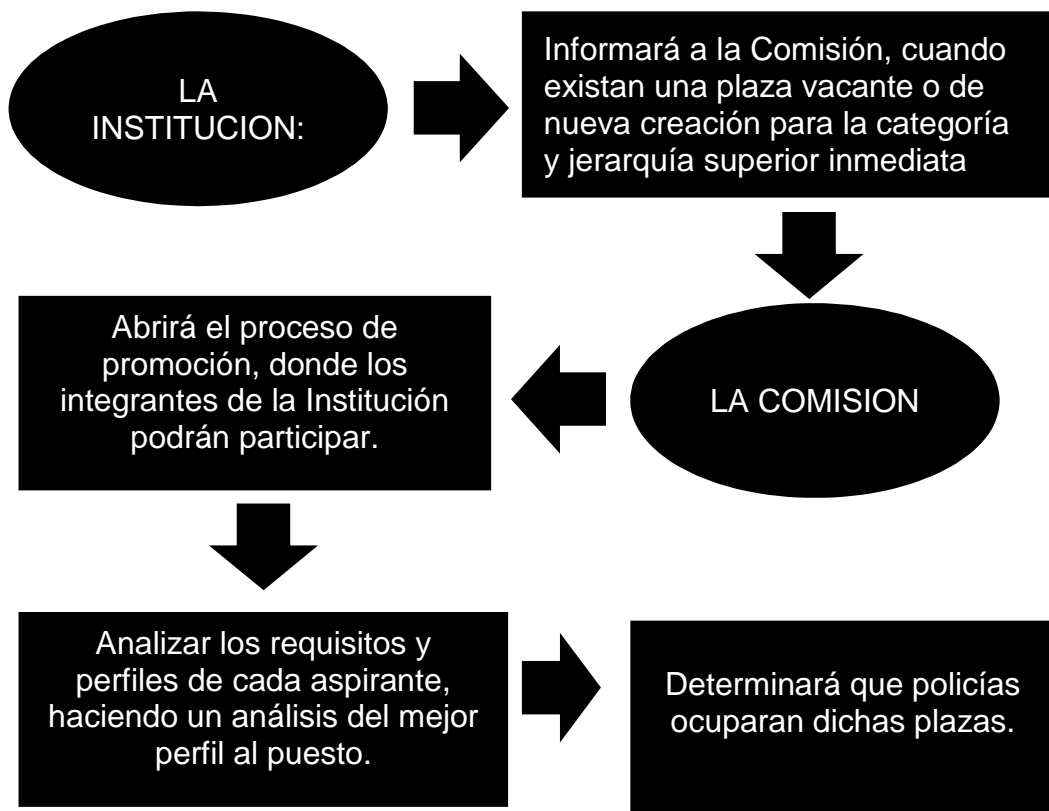 LA
INSTITUCION:
Informará a la Comisión, cuando
existan una plaza vacante o de
nueva creación para la categoría
y jerarquía superior inmediata
LA COMISION
Abrirá el proceso de
promoción, donde los
integrantes de la Institución
podrán participar.
Analizar los requisitos y
perfiles de cada aspirante,
haciendo un análisis del mejor
perfil al puesto.
Determinará que policías
ocuparan dichas plazas.